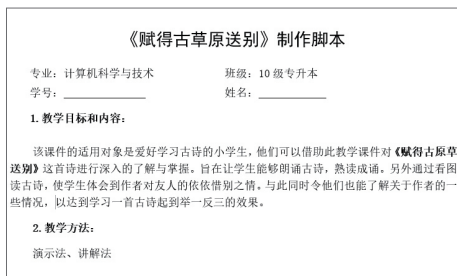 《赋得古草原送别》制作脚本
专业：计算机科学与技术 班级：10 级专升本
学号：____________ 姓名：____________
1.教学目标和内容：
该课件的适用对象是爱好学习古诗的小学生，他们可以借助此教学课件对《赋得古原草
送别》这首诗进行深入的了解与掌握。旨在让学生能够朗诵古诗，熟读成诵。另外通过看图
读古诗，使学生体会到作者对友人的依依惜别之情。与此同时令他们也能了解关于作者的一
些情况，以达到学习一首古诗起到举一反三的效果。
2.教学方法：
演示法、讲解法